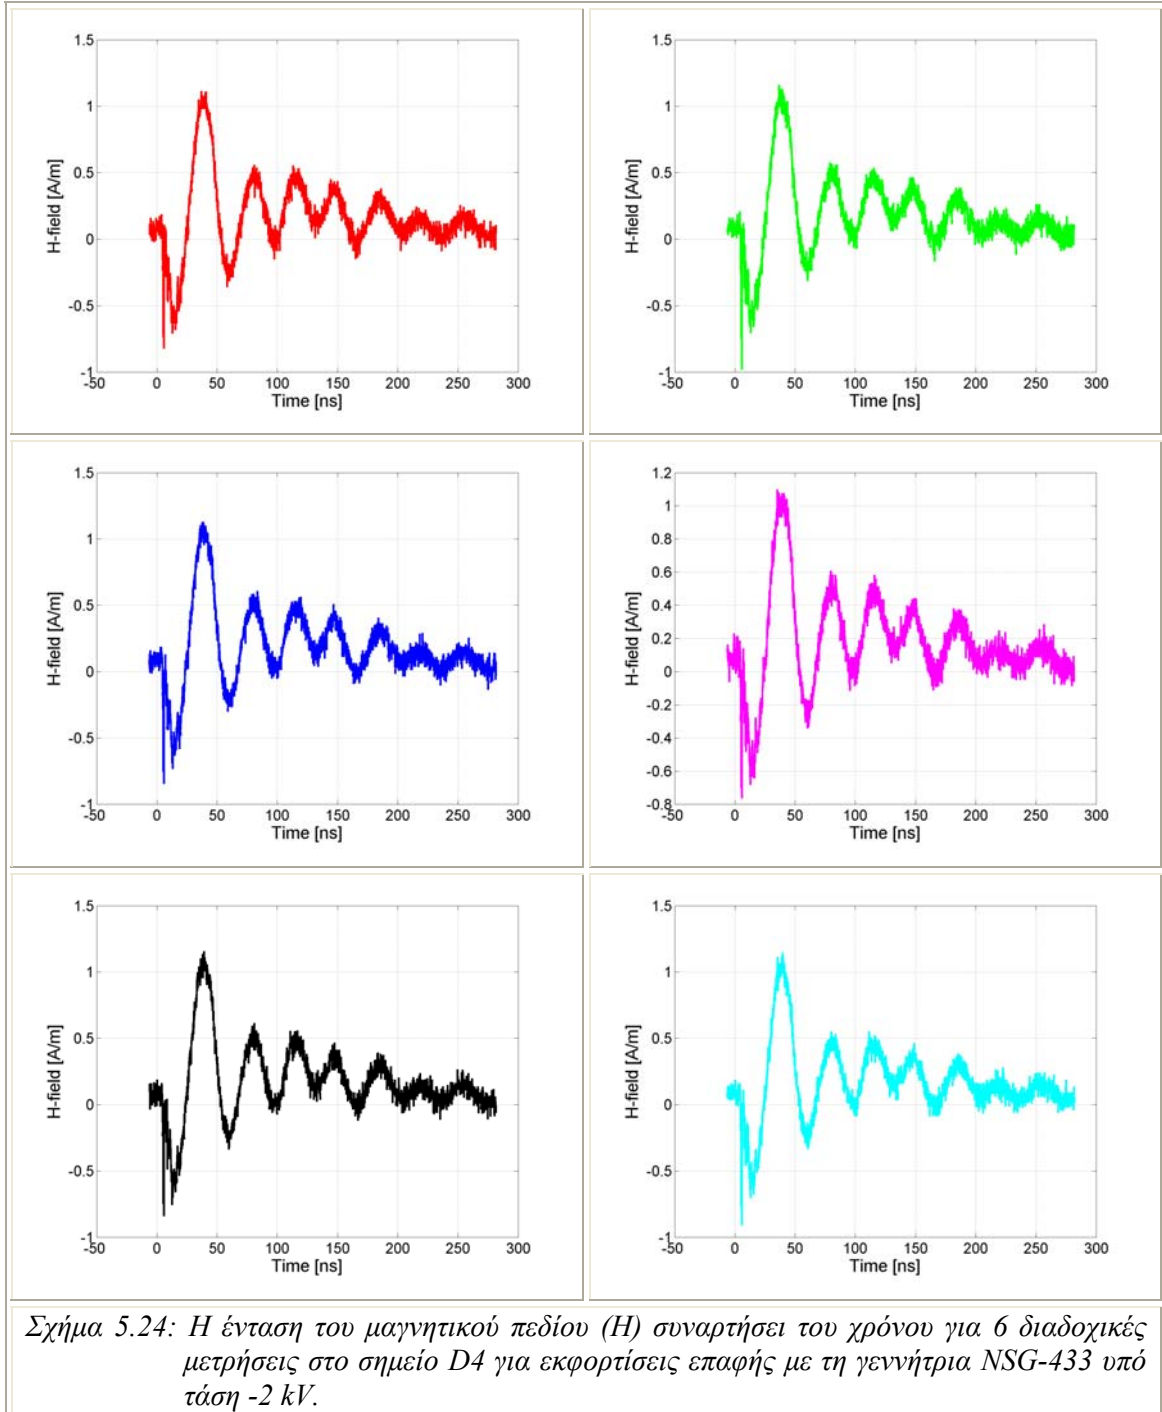 1.5
1
0.5
0
-0.5
-1
-50 0 50 100 150 200 250 300
Time [ns]
H-field [A/m]
1.5
1
0.5
0
-0.5
-1
-50 0 50 100 150 200 250 300
Time [ns]
H-field [A/m]
1.5
1
0.5
0
-0.5
-1
-50 0 50 100 150 200 250 300
Time [ns]
H-field [A/m]
1.2
1
0.8
0.6
0.4
0.2
0
-0.2
-0.4
-0.6
-0.8
-50 0 50 100 150 200 250 300
Time [ns]
H-field [A/m]
1.5
1
0.5
0
-0.5
-1
-50 0 50 100 150 200 250 300
Time [ns]
H-field [A/m]
1.5
1
0.5
0
-0.5
-1
-50 0 50 100 150 200 250 300
Time [ns]
H-field [A/m]
Σχήμα 5.24: Η ένταση του μαγνητικού πεδίου (Η) συναρτήσει του χρόνου για 6 διαδοχικές
μετρήσεις στο σημείο D4 για εκφορτίσεις επαφής με τη γεννήτρια NSG-433 υπό
τάση -2 kV.